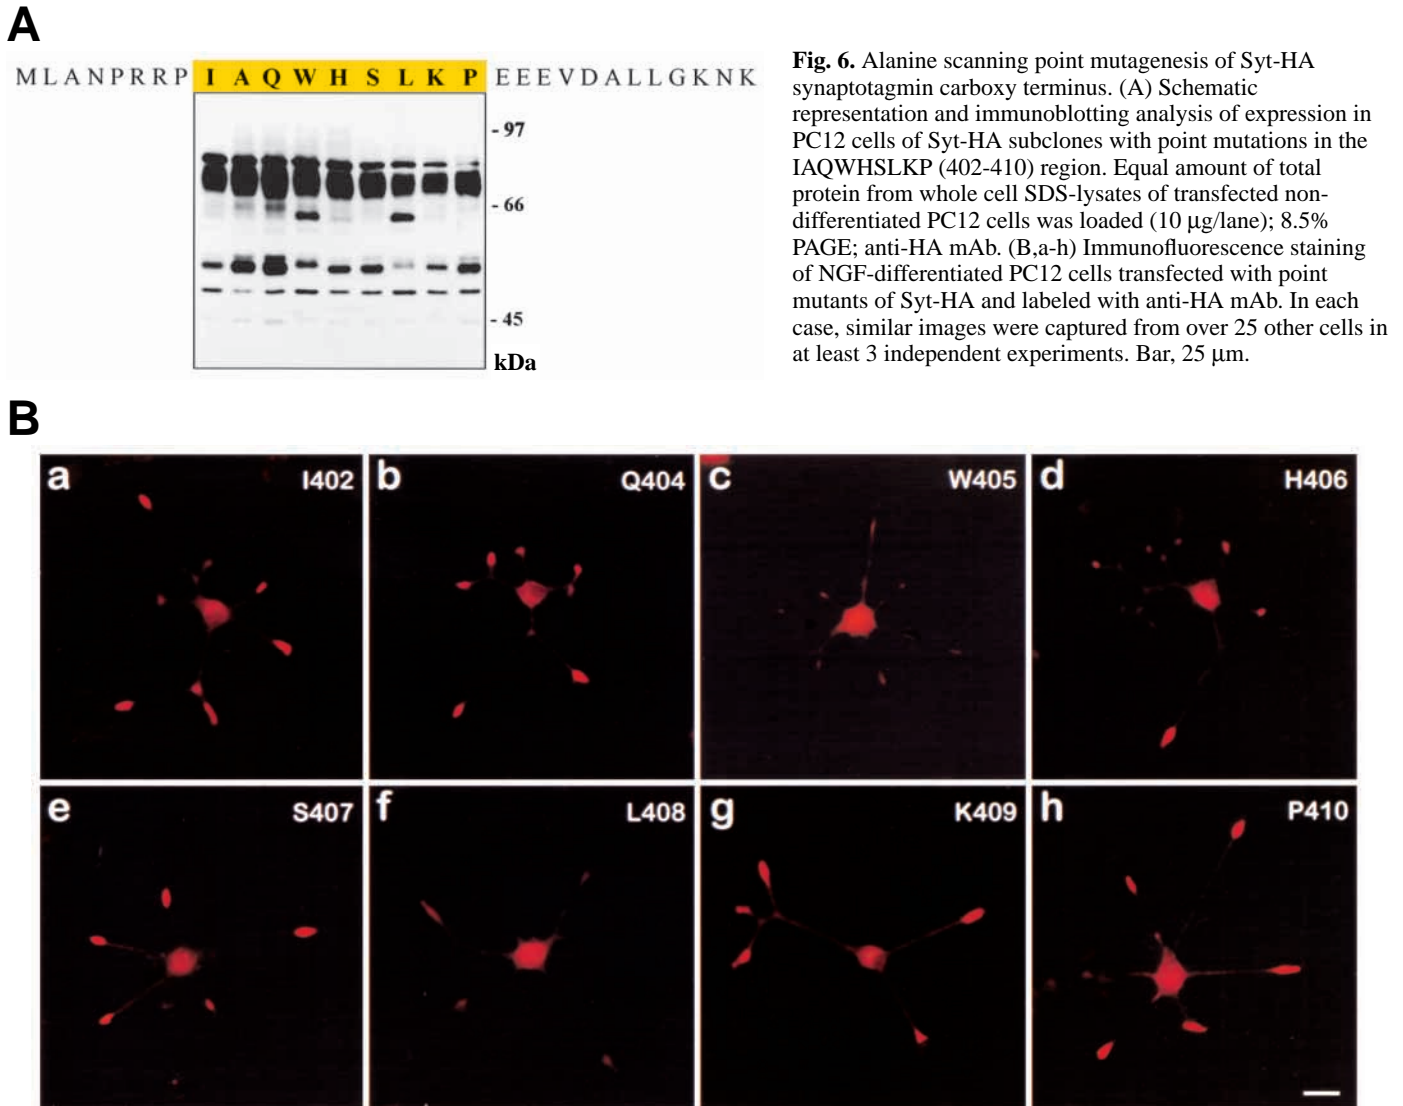 A
M L A N P R R P I A Q W H S L K P E E E V D A L L G K N K
- 97
- 66
- 45
kDa
Fig. 6. Alanine scanning point mutagenesis of Syt-HA
synaptotagmin carboxy terminus. (A) Schematic
representation and immunoblotting analysis of expression in
PC12 cells of Syt-HA subclones with point mutations in the
IAQWHSLKP (402-410) region. Equal amount of total
protein from whole cell SDS-lysates of transfected non-
differentiated PC12 cells was loaded (10 μg/lane); 8.5%
PAGE; anti-HA mAb. (B,a-h) Immunofluorescence staining
of NGF-differentiated PC12 cells transfected with point
mutants of Syt-HA and labeled with anti-HA mAb. In each
case, similar images were captured from over 25 other cells in
at least 3 independent experiments. Bar, 25 μm.
B
a I402
b Q404
c W405
d H406
e S407
f L408
g K409
h P410